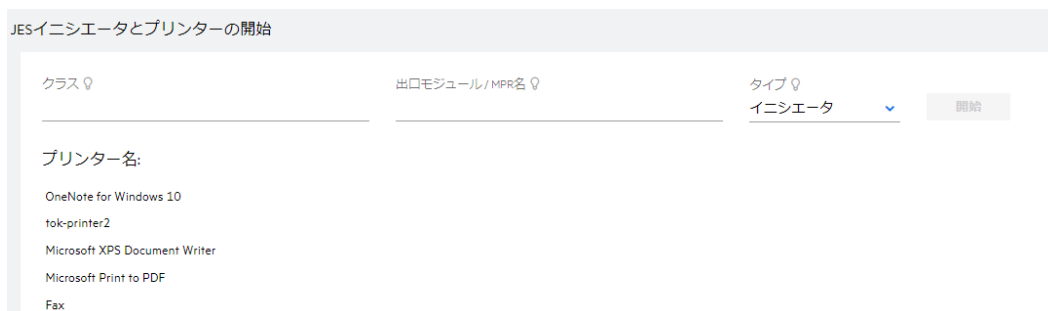 JESイニシエータとプリンターの開始
クラス 出口モジュール / MPR名 タイプ
イニシエータ 開始
プリンター名:
OneNote for Windows 10
tok-printer2
Microsoft XPS Document Writer
Microsoft Print to PDF
Fax